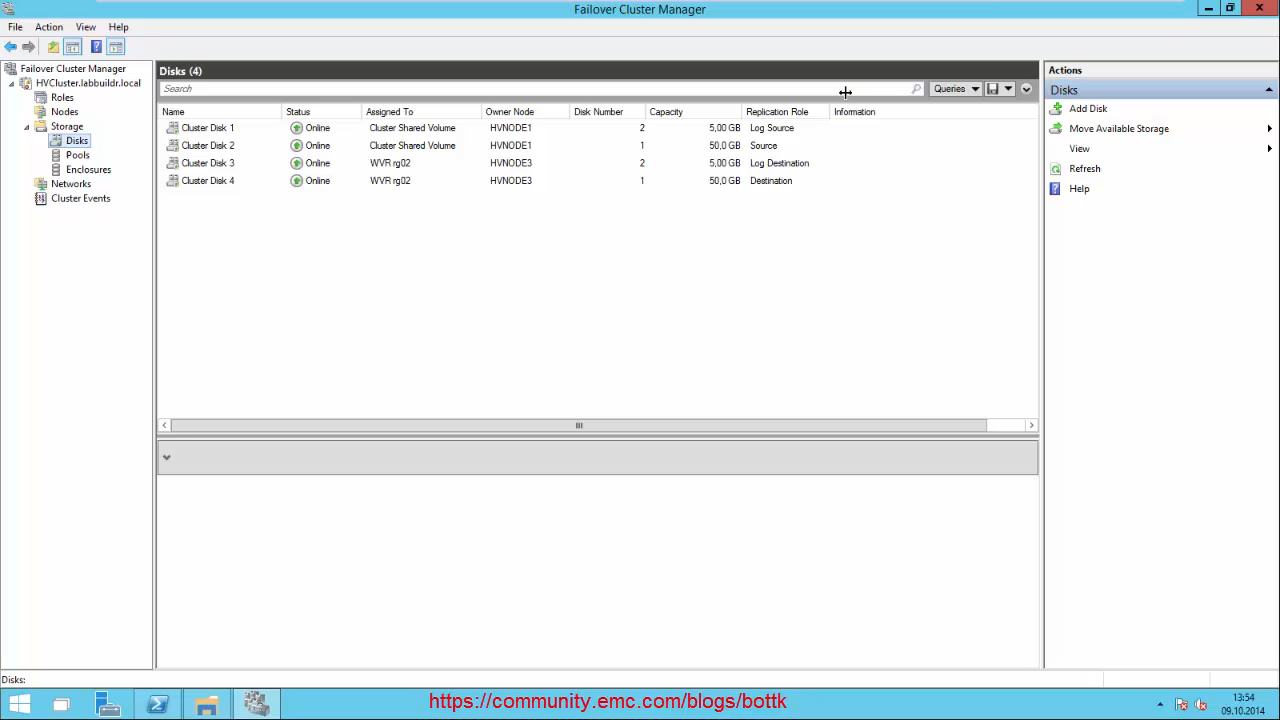 Failover Cluster Manager
File Action View Help
Failover Cluster Manager
HVCluster.labbuildr.local
Roles
Nodes
Storage
Disks
Pools
Enclosures
Networks
Cluster Events
Disks (4)
Search
Queries
Name Status Assigned To Owner Node Disk Number Capacity Replication Role Information
Cluster Disk 1 Online Cluster Shared Volume HVNODE1 2 5,00 GB Log Source
Cluster Disk 2 Online Cluster Shared Volume HVNODE1 1 50,0 GB Source
Cluster Disk 3 Online WVR rg02 HVNODE3 2 5,00 GB Log Destination
Cluster Disk 4 Online WVR rg02 HVNODE3 1 50,0 GB Destination
Actions
Disks
Add Disk
Move Available Storage
View
Refresh
Help
Disks:
https://community.emc.com/blogs/bottk
13:54
09.10.2014